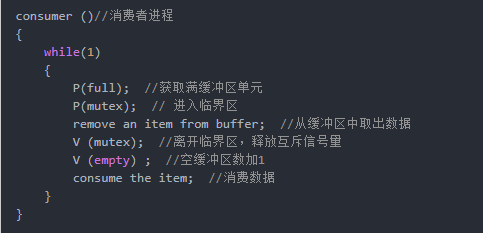 consumer ()//消费者进程
{
    while(1)
    {
        P(full);  //获取满缓冲区单元
        P(mutex);  // 进入临界区
        remove an item from buffer;  //从缓冲区中取出数据
        V (mutex);  //离开临界区，释放互斥信号量
        V (empty) ;  //空缓冲区数加1
        consume the item;  //消费数据
    }
}